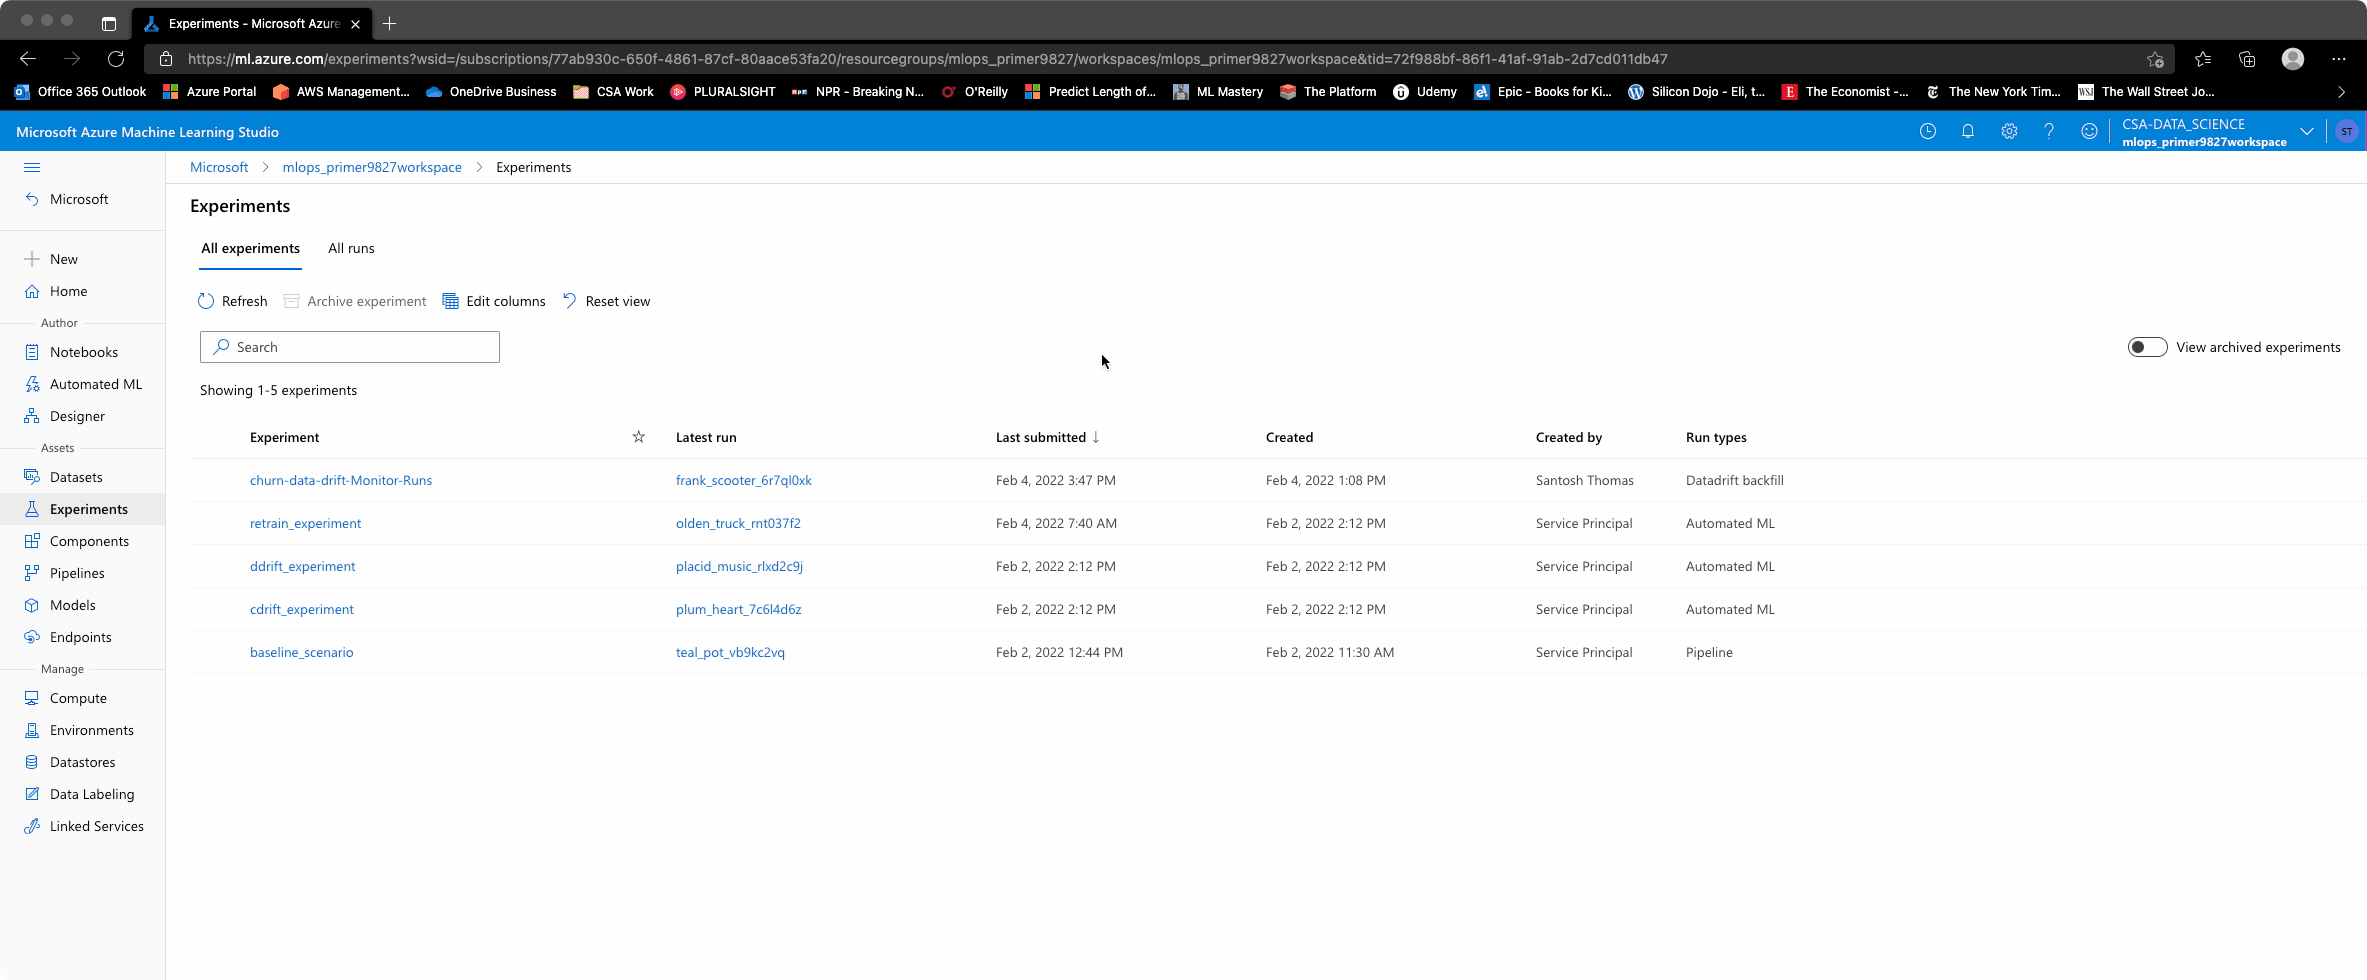 Experiments - Microsoft Azure
https://ml.azure.com/experiments?wsid=/subscriptions/77ab930c-650f-4861-87cf-80aace53fa20/resourcegroups/mlops_primer9827/workspaces/mlops_primer9827workspace&tid=72f988bf-86f1-41af-91ab-2d7cd011db47
Office 365 Outlook Azure Portal AWS Management... OneDrive Business CSA Work PLURALSIGHT NPR - Breaking N... O'Reilly Predict Length of... ML Mastery The Platform Udemy Epic - Books for Ki... Silicon Dojo - Eli, t... The Economist -... The New York Tim... The Wall Street Jo...
Microsoft Azure Machine Learning Studio
CSA-DATA_SCIENCE
mlops_primer9827workspace
ST
Microsoft
New
Home
Author
Notebooks
Automated ML
Designer
Assets
Datasets
Experiments
Components
Pipelines
Models
Endpoints
Manage
Compute
Environments
Datastores
Data Labeling
Linked Services
Microsoft > mlops_primer9827workspace > Experiments
Experiments
All experiments All runs
Refresh Archive experiment Edit columns Reset view
Search
View archived experiments
Showing 1-5 experiments
Experiment Latest run Last submitted ↓ Created Created by Run types
churn-data-drift-Monitor-Runs frank_scooter_6r7ql0xk Feb 4, 2022 3:47 PM Feb 4, 2022 1:08 PM Santosh Thomas Datadrift backfill
retrain_experiment olden_truck_rnt037f2 Feb 4, 2022 7:40 AM Feb 2, 2022 2:12 PM Service Principal Automated ML
ddrift_experiment placid_music_rlxd2c9j Feb 2, 2022 2:12 PM Feb 2, 2022 2:12 PM Service Principal Automated ML
cdrift_experiment plum_heart_7c6l4d6z Feb 2, 2022 2:12 PM Feb 2, 2022 2:12 PM Service Principal Automated ML
baseline_scenario teal_pot_vb9kc2vq Feb 2, 2022 12:44 PM Feb 2, 2022 11:30 AM Service Principal Pipeline